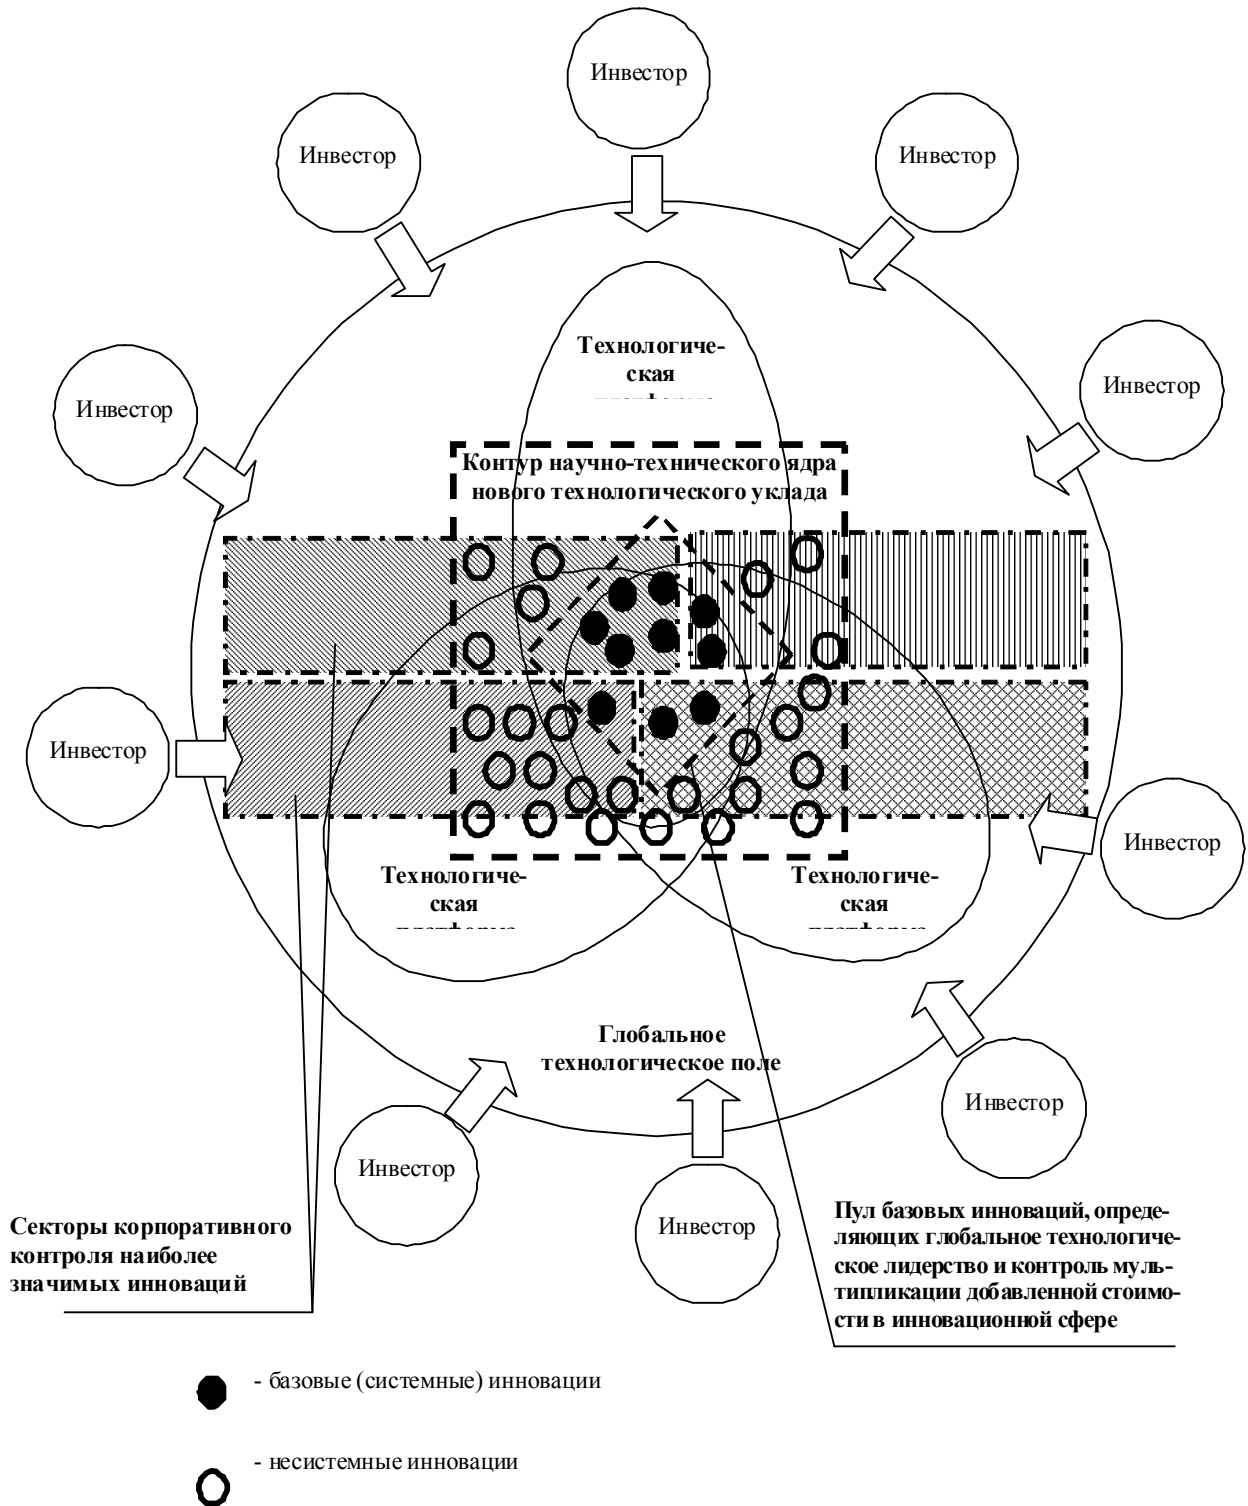 Инвестор
Инвестор
Инвестор
Инвестор
Инвестор
Технологиче-
ская
Контур научно-технического ядра
нового технологического уклада
Инвестор
Инвестор
Технологиче-
ская
Технологиче-
ская
Глобальное
технологическое поле
Инвестор
Инвестор
Инвестор
Секторы корпоративного
контроля наиболее
значимых инноваций
Пул базовых инноваций, опреде-
ляющих глобальное технологиче-
ское лидерство и контроль муль-
типликации добавленной стоимо-
сти в инновационной сфере
- базовые (системные) инновации
- несистемные инновации